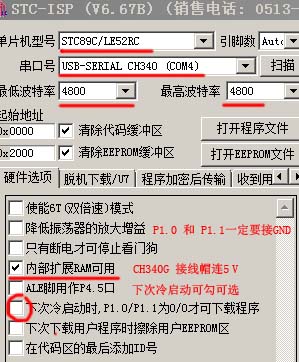 STC-ISP (V6.67B) (销售电话: 0513-
单片机型号 STC89C/LE52RC 引脚数 Auto
串口号 USB-SERIAL CH340 (COM4) 扫描
最低波特率 4800 最高波特率 4800
起始地址
0x0000 清除代码缓冲区 打开程序文件
0x2000 清除EEPROM缓冲区 打开EEPROM文件
硬件选项 脱机下载/U7 程序加密后传输 收到用
使能6T(双倍速)模式
降低振荡器的放大增益 P1.0 和 P1.1一定要接GND
只有断电才可停止看门狗
内部扩展RAM可用 CH340G 接线帽连5V
ALE脚用作P4.5口 下次冷启动可勾可选
下次冷启动时,P1.0/P1.1为0/0才可下载程序
下次下载用户程序时擦除用户EEPROM区
在代码区的最后添加ID号